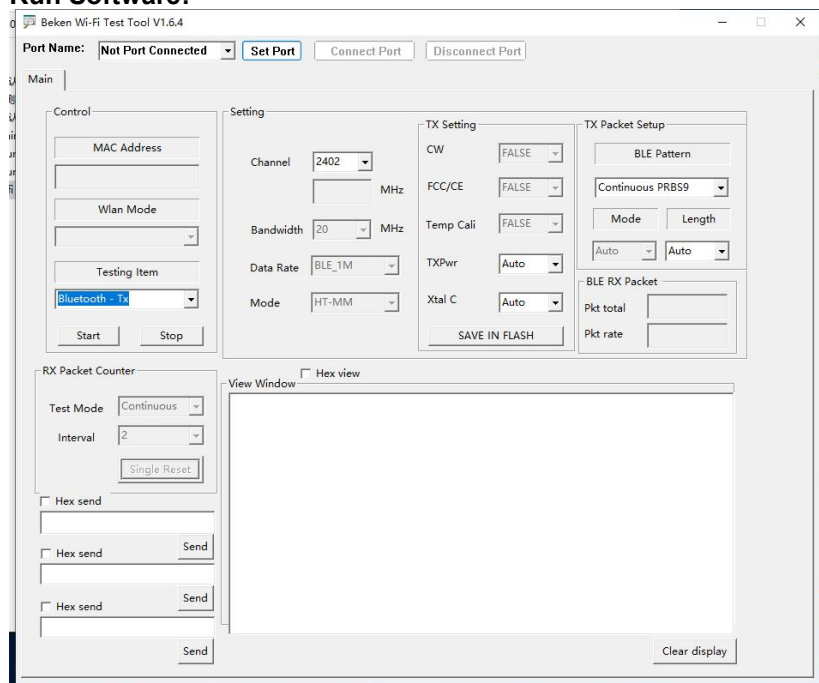 Run Software:
Beken Wi-Fi Test Tool V1.6.4
Port Name: Not Port Connected Set Port Connect Port Disconnect Port
Main
Control
MAC Address
Wlan Mode
Testing Item
Bluetooth - Tx
Start Stop
Setting
Channel 2402
MHz
Bandwidth 20 MHz
Data Rate BLE_1M
Mode HT-MM
TX Setting
CW FALSE
FCC/CE FALSE
Temp Cali FALSE
TXPwr Auto
Xtal C Auto
SAVE IN FLASH
TX Packet Setup
BLE Pattern
Continuous PRBS9
Mode Length
Auto Auto
BLE RX Packet
Pkt total
Pkt rate
RX Packet Counter
Test Mode Continuous
Interval 2
Single Reset
Hex send
Send
Hex send
Send
Hex send
Send
Hex view
View Window
Clear display